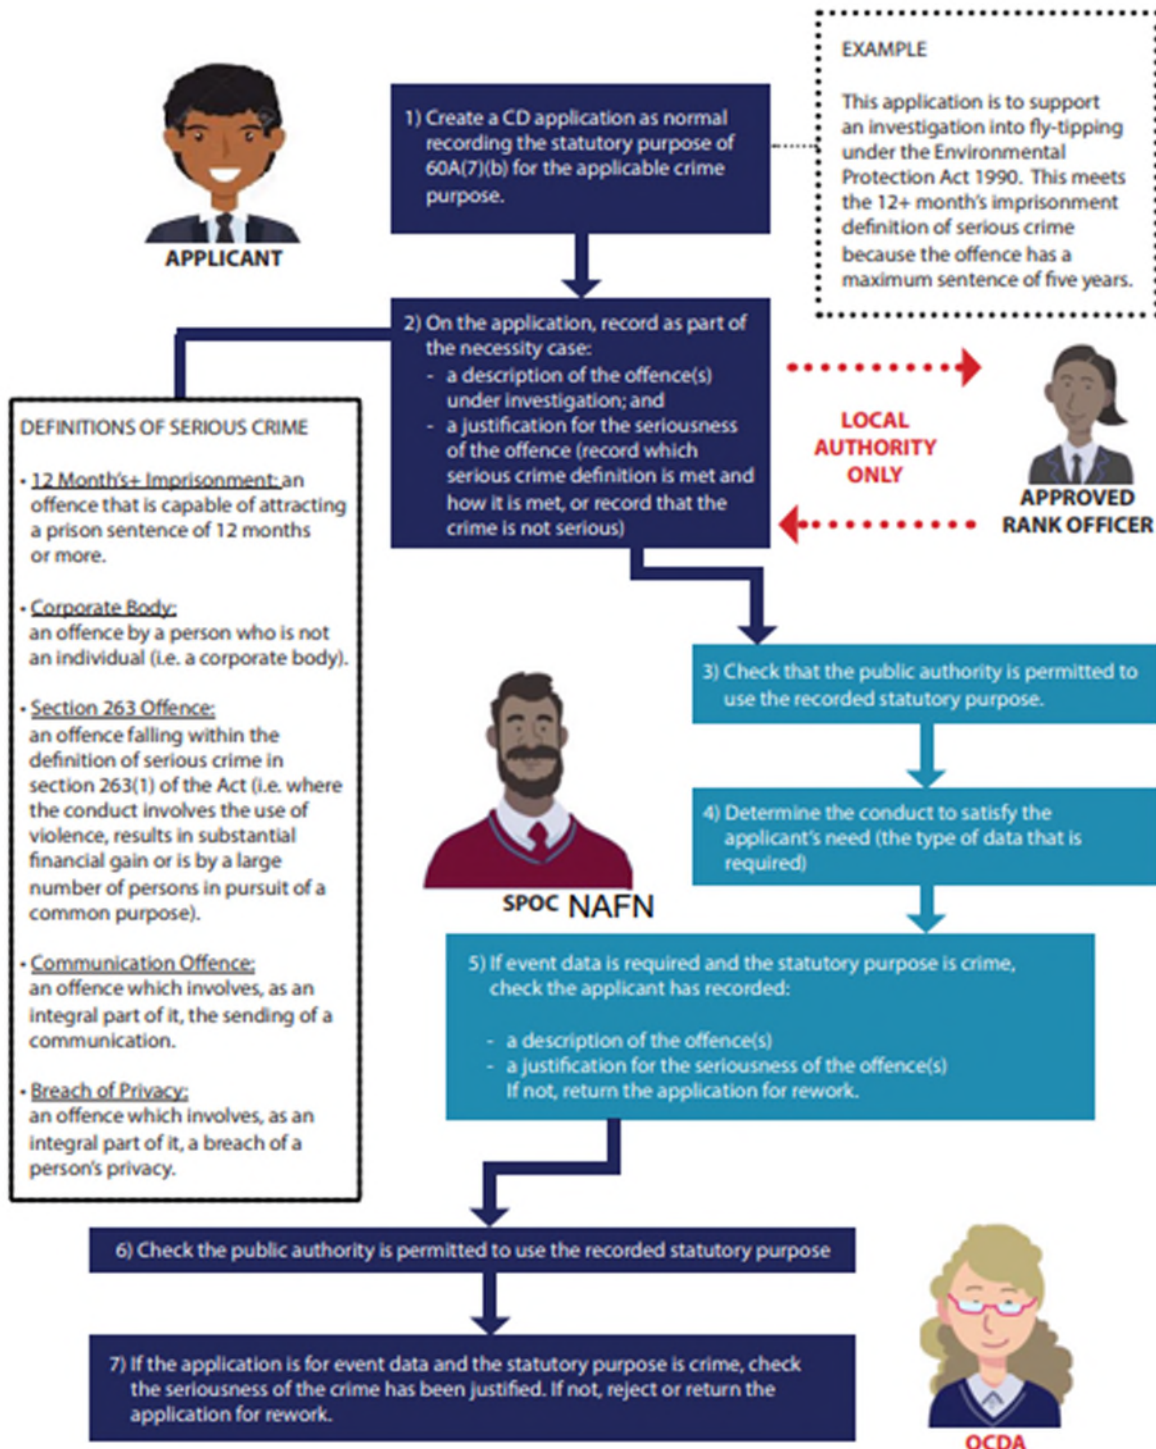 EXAMPLE
This application is to support
an investigation into fly-tipping
under the Environmental
Protection Act 1990. This meets
the 12+ month's imprisonment
definition of serious crime
because the offence has a
maximum sentence of five years.
1) Create a CD application as normal
recording the statutory purpose of
60A(7)(b) for the applicable crime
purpose.
APPLICANT
2) On the application, record as part of
the necessity case:
- a description of the offence(s)
under investigation; and
- a justification for the seriousness
of the offence (record which
serious crime definition is met and
how it is met, or record that the
crime is not serious)
LOCAL
AUTHORITY
ONLY
APPROVED
RANK OFFICER
DEFINITIONS OF SERIOUS CRIME
• 12 Month's+ Imprisonment: an
offence that is capable of attracting
a prison sentence of 12 months
or more.
• Corporate Body:
an offence by a person who is not
an individual (i.e. a corporate body).
• Section 263 Offence:
an offence falling within the
definition of serious crime in
section 263(1) of the Act (i.e. where
the conduct involves the use of
violence, results in substantial
financial gain or is by a large
number of persons in pursuit of a
common purpose).
• Communication Offence:
an offence which involves, as an
integral part of it, the sending of a
communication.
• Breach of Privacy:
an offence which involves, as an
integral part of it, a breach of a
person's privacy.
3) Check that the public authority is permitted to
use the recorded statutory purpose.
4) Determine the conduct to satisfy the
applicant's need (the type of data that is
required)
SPOC NAFN
5) If event data is required and the statutory purpose is crime,
check the applicant has recorded:
- a description of the offence(s)
- a justification for the seriousness of the offence(s)
If not, return the application for rework.
6) Check the public authority is permitted to use the recorded statutory purpose
7) If the application is for event data and the statutory purpose is crime, check
the seriousness of the crime has been justified. If not, reject or return the
application for rework.
OCDA